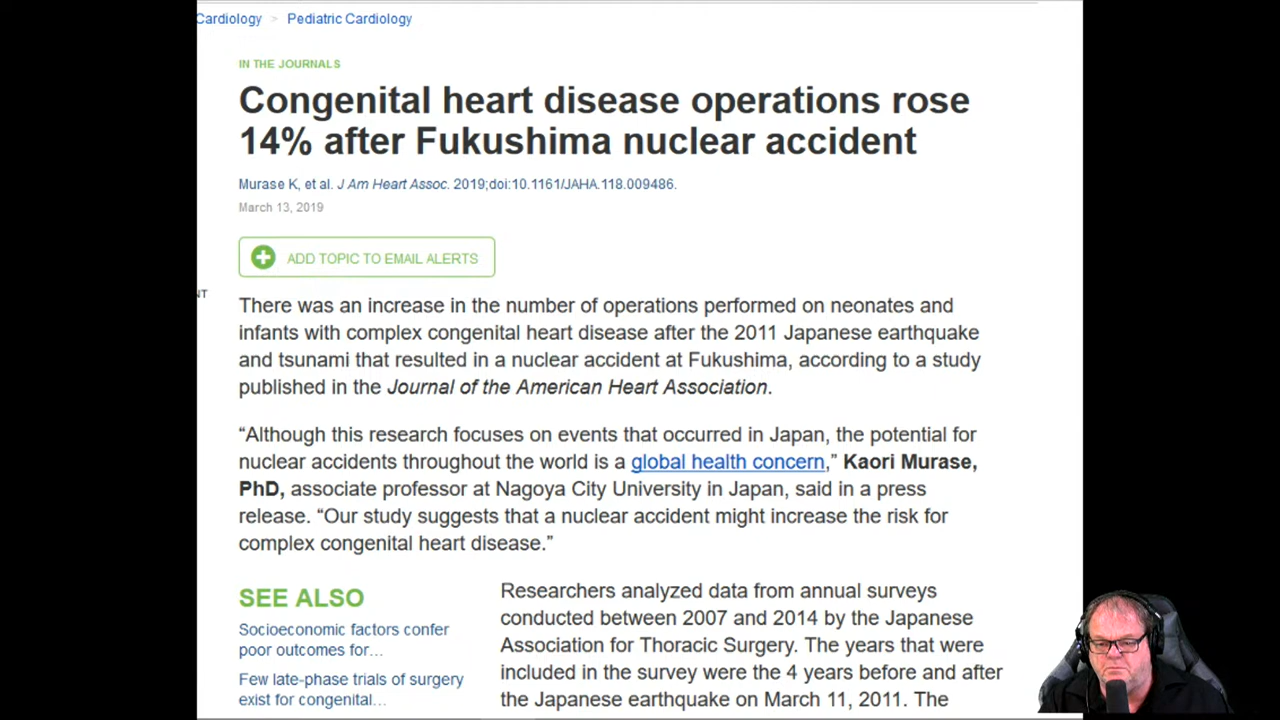 Cardiology > Pediatric Cardiology
IN THE JOURNALS
Congenital heart disease operations rose
14% after Fukushima nuclear accident
Murase K, et al. J Am Heart Assoc. 2019;doi:10.1161/JAHA.118.009486.
March 13, 2019
ADD TOPIC TO EMAIL ALERTS
NT
There was an increase in the number of operations performed on neonates and
infants with complex congenital heart disease after the 2011 Japanese earthquake
and tsunami that resulted in a nuclear accident at Fukushima, according to a study
published in the Journal of the American Heart Association.
“Although this research focuses on events that occurred in Japan, the potential for
nuclear accidents throughout the world is a global health concern,” Kaori Murase,
PhD, associate professor at Nagoya City University in Japan, said in a press
release. “Our study suggests that a nuclear accident might increase the risk for
complex congenital heart disease.”
SEE ALSO
Socioeconomic factors confer
poor outcomes for...
Few late-phase trials of surgery
exist for congenital...
Researchers analyzed data from annual surveys
conducted between 2007 and 2014 by the Japanese
Association for Thoracic Surgery. The years that were
included in the survey were the 4 years before and after
the Japanese earthquake on March 11, 2011. The